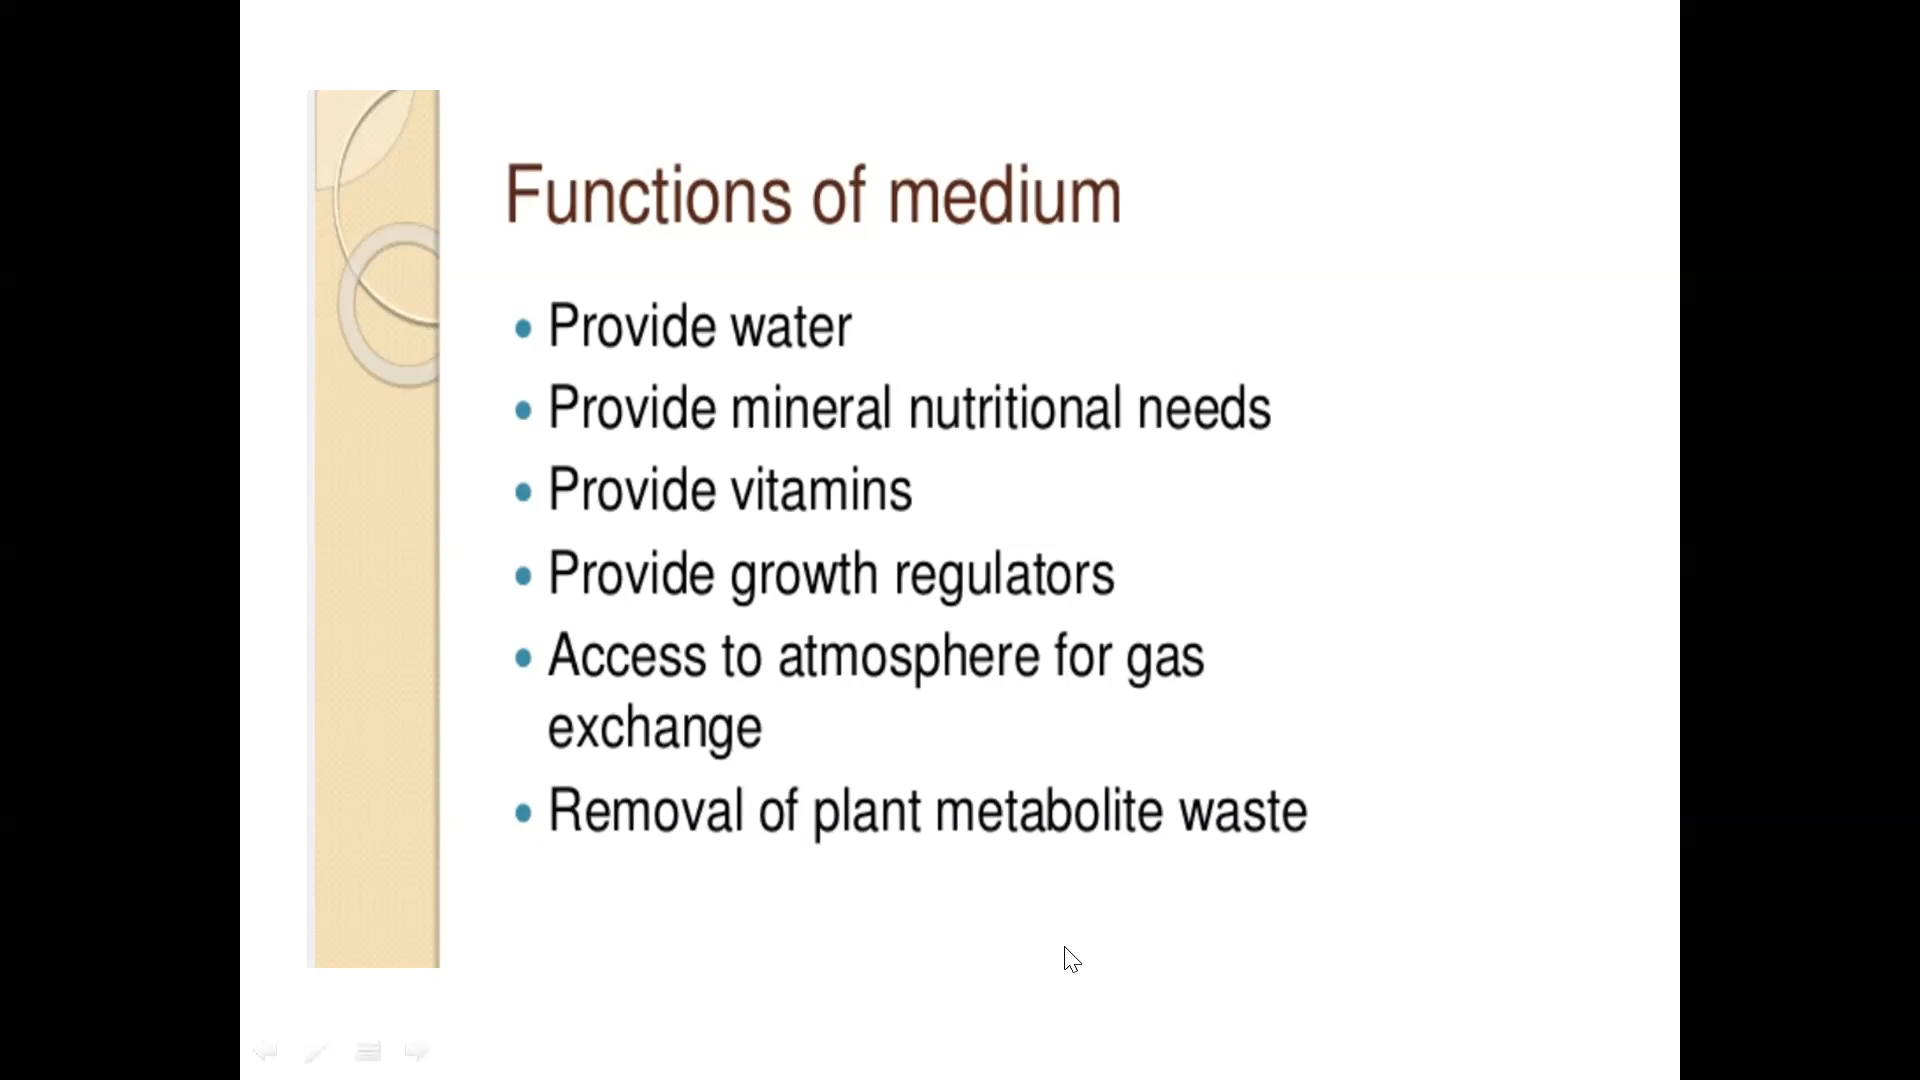 Functions of medium
Provide water
Provide mineral nutritional needs
Provide vitamins
Provide growth regulators
Access to atmosphere for gas
exchange
Removal of plant metabolite waste